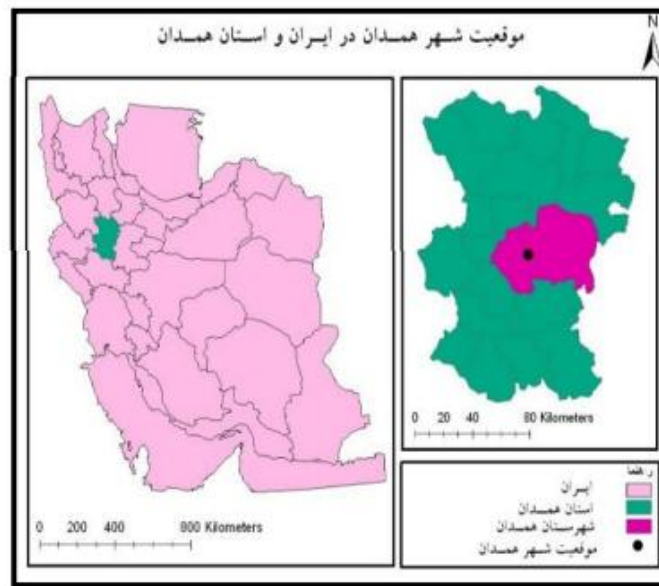 موقعیت شهر همدان در ایران و استان همدان
N
0 200 400 800 Kilometers
0 20 40 80 Kilometers
رهنما
ایران
استان همدان
شهرستان همدان
موقعیت شهر همدان